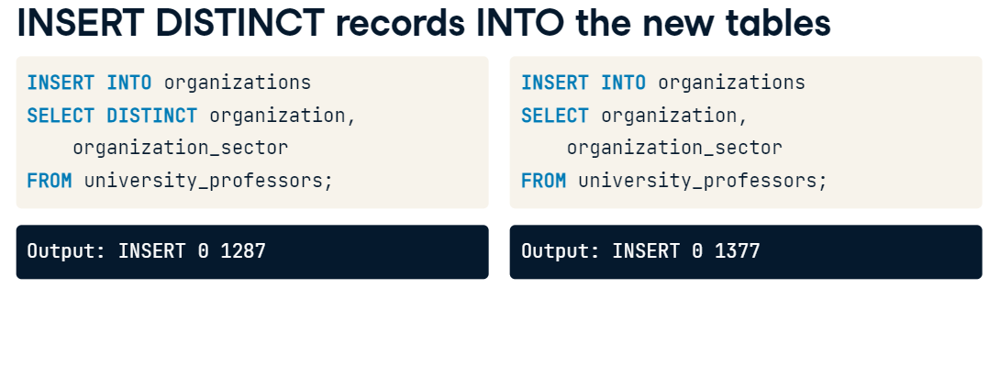 INSERT DISTINCT records INTO the new tables
INSERT INTO organizations
SELECT DISTINCT organization,
    organization_sector
FROM university_professors;
Output: INSERT 0 1287
INSERT INTO organizations
SELECT organization,
    organization_sector
FROM university_professors;
Output: INSERT 0 1377